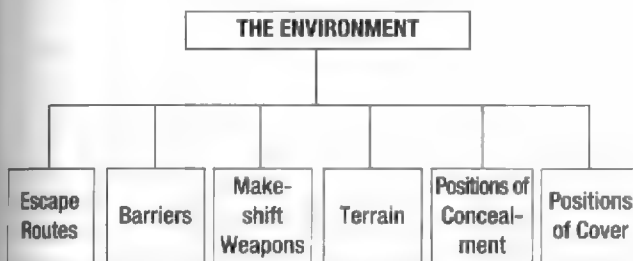 THE ENVIRONMENT
Escape
Routes
Barriers
Make-
shift
Weapons
Terrain
Positions of
Conceal-
ment
Positions
of Cover